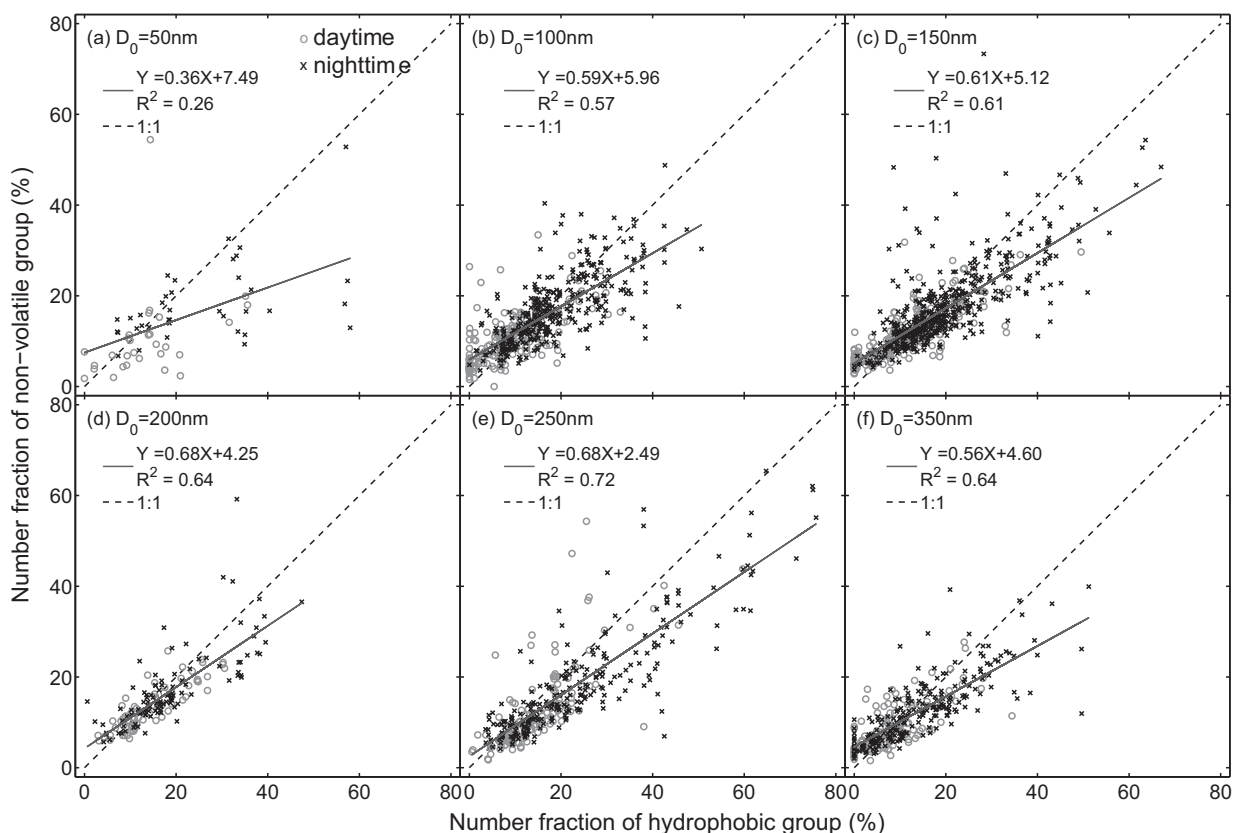 Number fraction of non−volatile group (%)
(a) D0=50nm
○ daytime
× nighttime
Y =0.36X+7.49
R2 = 0.26
1:1
(b) D0=100nm
Y =0.59X+5.96
R2 = 0.57
1:1
(c) D0=150nm
Y =0.61X+5.12
R2 = 0.61
1:1
80
60
40
20
0
(d) D0=200nm
Y =0.68X+4.25
R2 = 0.64
1:1
(e) D0=250nm
Y =0.68X+2.49
R2 = 0.72
1:1
(f) D0=350nm
Y =0.56X+4.60
R2 = 0.64
1:1
80
60
40
20
0
0 20 40 60 80 0 20 40 60 80 0 20 40 60 80
Number fraction of hydrophobic group (%)